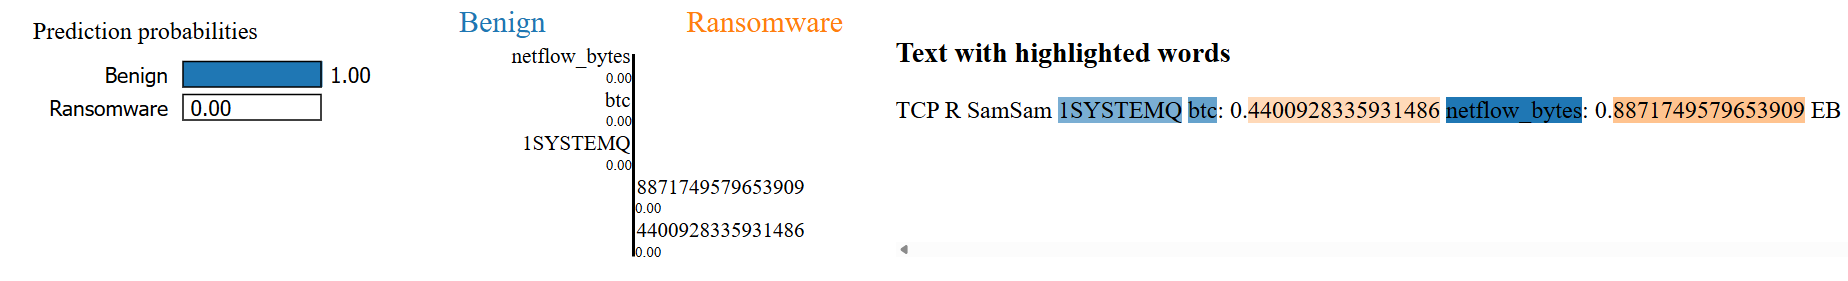 Prediction probabilities
Benign 1.00
Ransomware 0.00
Benign Ransomware
netflow_bytes
0.00
btc
0.00
1SYSTEMQ
0.00
8871749579653909
0.00
4400928335931486
0.00
Text with highlighted words
TCP R SamSam 1SYSTEMQ btc: 0.4400928335931486 netflow_bytes: 0.8871749579653909 EB